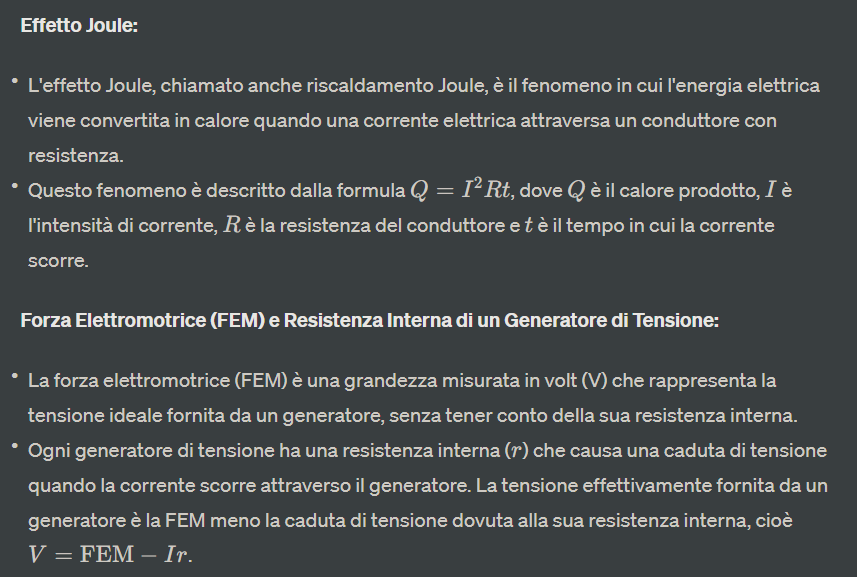 Effetto Joule:
• L'effetto Joule, chiamato anche riscaldamento Joule, è il fenomeno in cui l'energia elettrica
viene convertita in calore quando una corrente elettrica attraversa un conduttore con
resistenza.
• Questo fenomeno è descritto dalla formula Q = I²Rt, dove Q è il calore prodotto, I è
l'intensità di corrente, R è la resistenza del conduttore e t è il tempo in cui la corrente
scorre.
Forza Elettromotrice (FEM) e Resistenza Interna di un Generatore di Tensione:
• La forza elettromotrice (FEM) è una grandezza misurata in volt (V) che rappresenta la
tensione ideale fornita da un generatore, senza tener conto della sua resistenza interna.
• Ogni generatore di tensione ha una resistenza interna (r) che causa una caduta di tensione
quando la corrente scorre attraverso il generatore. La tensione effettivamente fornita da un
generatore è la FEM meno la caduta di tensione dovuta alla sua resistenza interna, cioè
V = FEM − Ir.